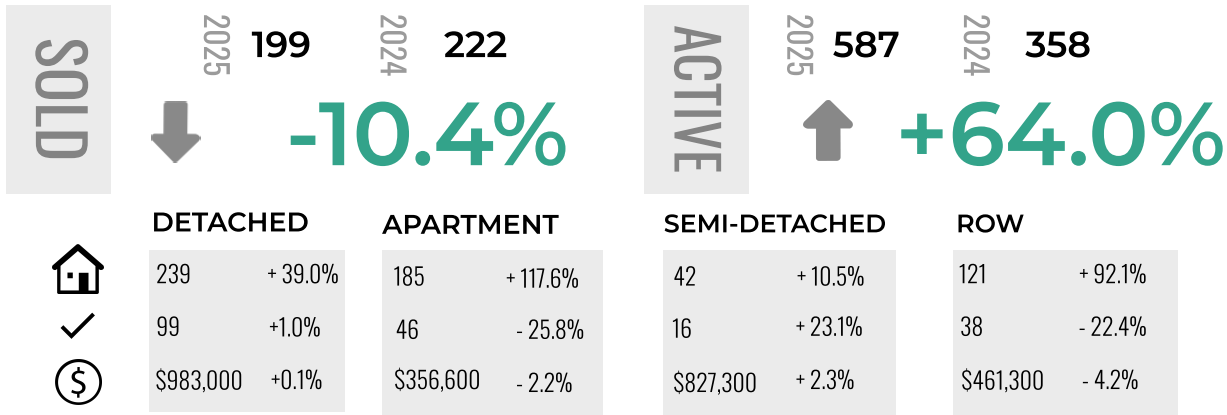 SOLD
2025 199 2024 222
-10.4%
ACTIVE
2025 587 2024 358
+64.0%
DETACHED
239 + 39.0%
99 +1.0%
$983,000 +0.1%
APARTMENT
185 + 117.6%
46 - 25.8%
$356,600 - 2.2%
SEMI-DETACHED
42 + 10.5%
16 + 23.1%
$827,300 + 2.3%
ROW
121 + 92.1%
38 - 22.4%
$461,300 - 4.2%
$